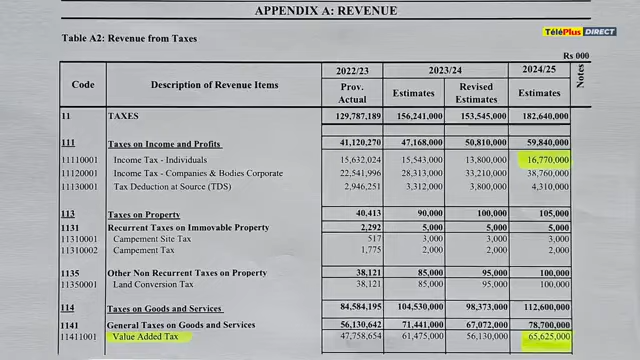 APPENDIX A: REVENUE
TéléPlus DIRECT
Table A2: Revenue from Taxes
Rs 000
Code Description of Revenue Items 2022/23 Prov. Actual 2023/24 Estimates Revised Estimates 2024/25 Estimates Notes
11 TAXES 129,787,189 156,241,000 153,545,000 182,640,000
111 Taxes on Income and Profits 41,120,270 47,168,000 50,810,000 59,840,000
11110001 Income Tax - Individuals 15,632,024 15,543,000 13,800,000 16,770,000
11120001 Income Tax - Companies & Bodies Corporate 22,541,996 28,313,000 33,210,000 38,760,000
11130001 Tax Deduction at Source (TDS) 2,946,251 3,312,000 3,800,000 4,310,000
113 Taxes on Property 40,413 90,000 100,000 105,000
1131 Recurrent Taxes on Immovable Property 2,292 5,000 5,000 5,000
11310001 Campement Site Tax 517 3,000 3,000 3,000
11310002 Campement Tax 1,775 2,000 2,000 2,000
1135 Other Non Recurrent Taxes on Property 38,121 85,000 95,000 100,000
11350001 Land Conversion Tax 38,121 85,000 95,000 100,000
114 Taxes on Goods and Services 84,584,195 104,530,000 98,373,000 112,600,000
1141 General Taxes on Goods and Services 56,130,642 71,441,000 67,072,000 78,700,000
11411001 Value Added Tax 47,758,654 61,475,000 56,130,000 65,625,000